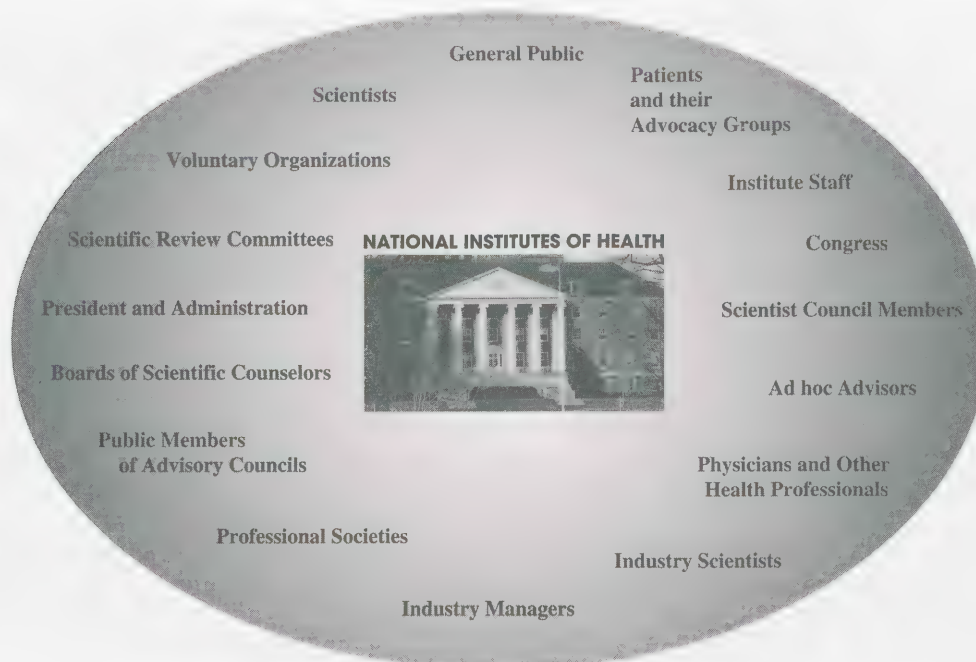 General Public
Patients
and their
Advocacy Groups
Scientists
Voluntary Organizations
Institute Staff
Scientific Review Committees
NATIONAL INSTITUTES OF HEALTH
Congress
President and Administration
Scientist Council Members
Boards of Scientific Counselors
Ad hoc Advisors
Public Members
of Advisory Councils
Physicians and Other
Health Professionals
Professional Societies
Industry Scientists
Industry Managers